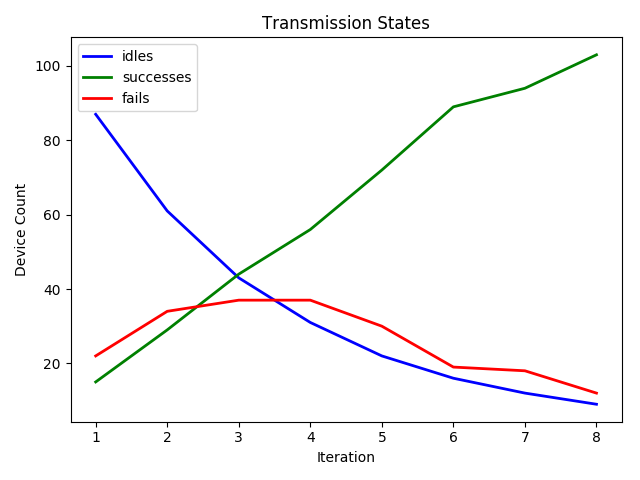 Transmission States
idles
successes
fails
Device Count
100
80
60
40
20
1 2 3 4 5 6 7 8
Iteration